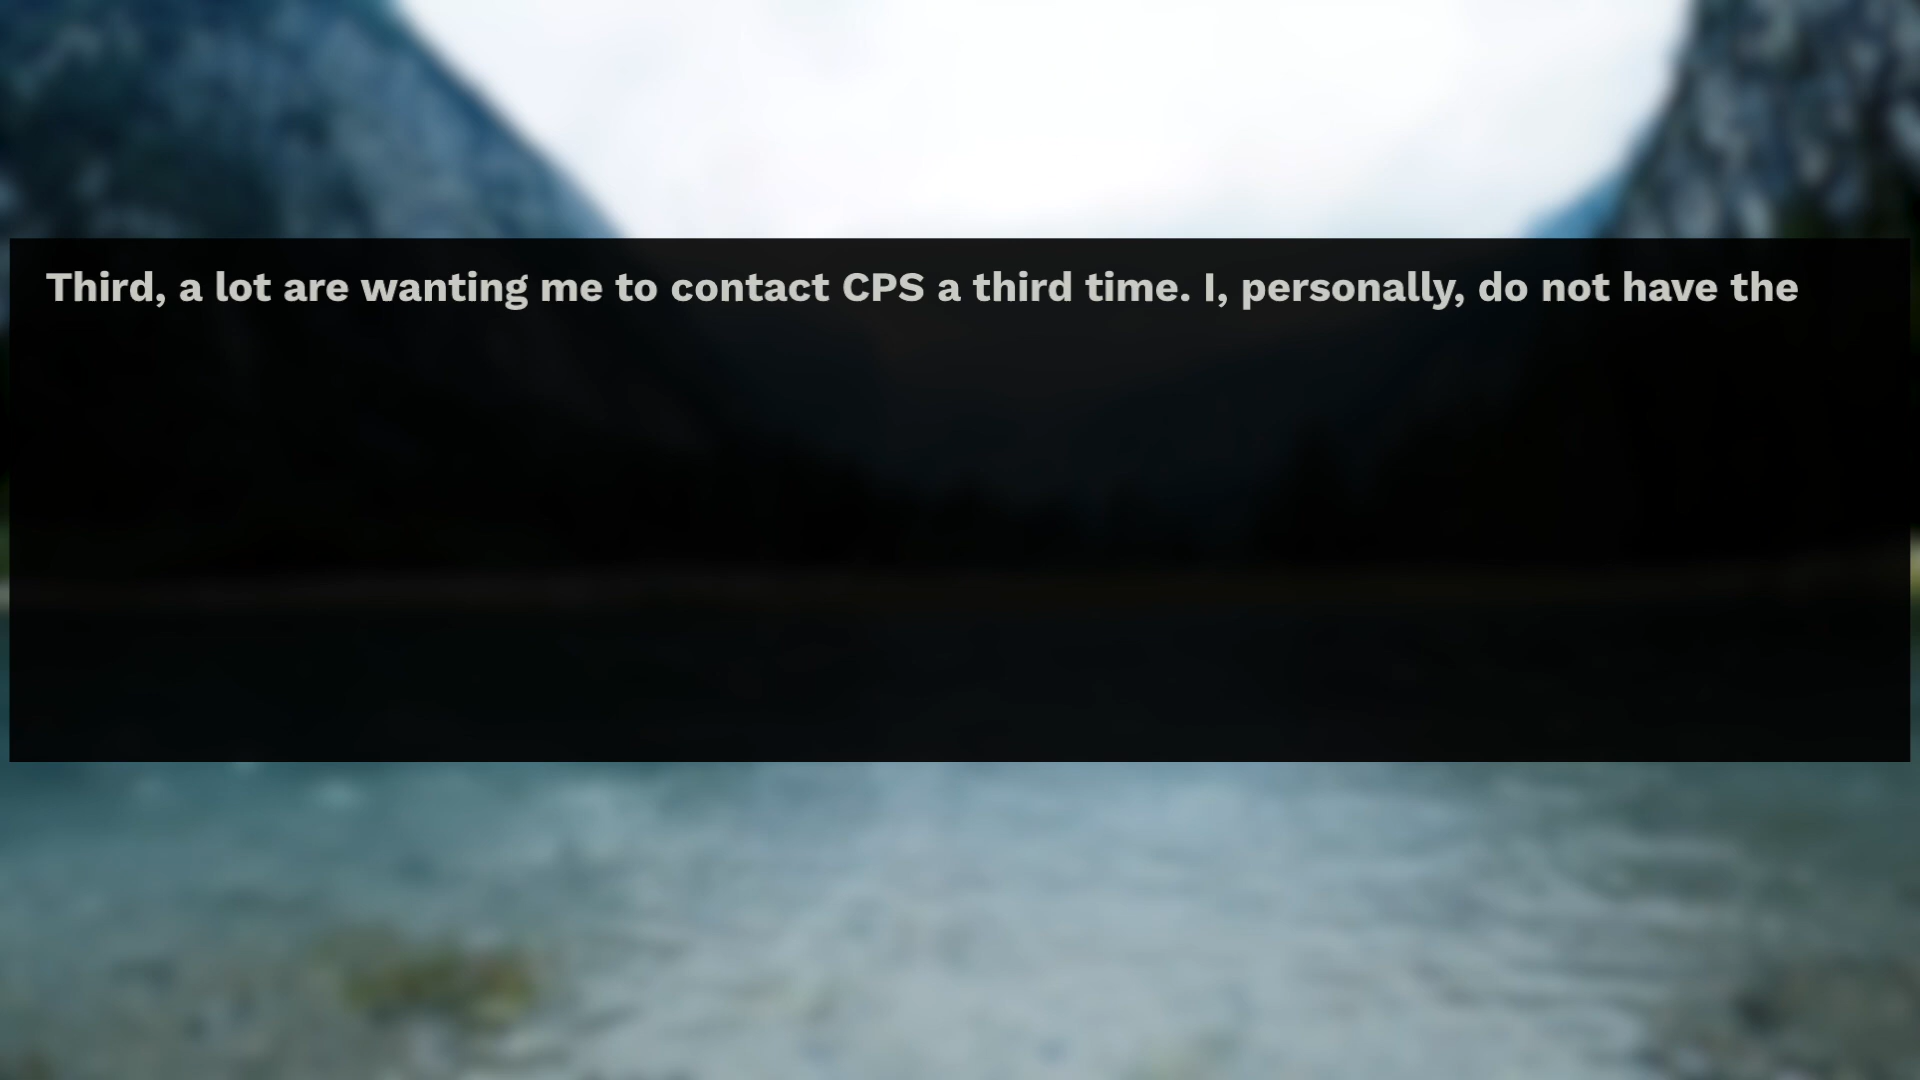 Third, a lot are wanting me to contact CPS a third time. I, personally, do not have the